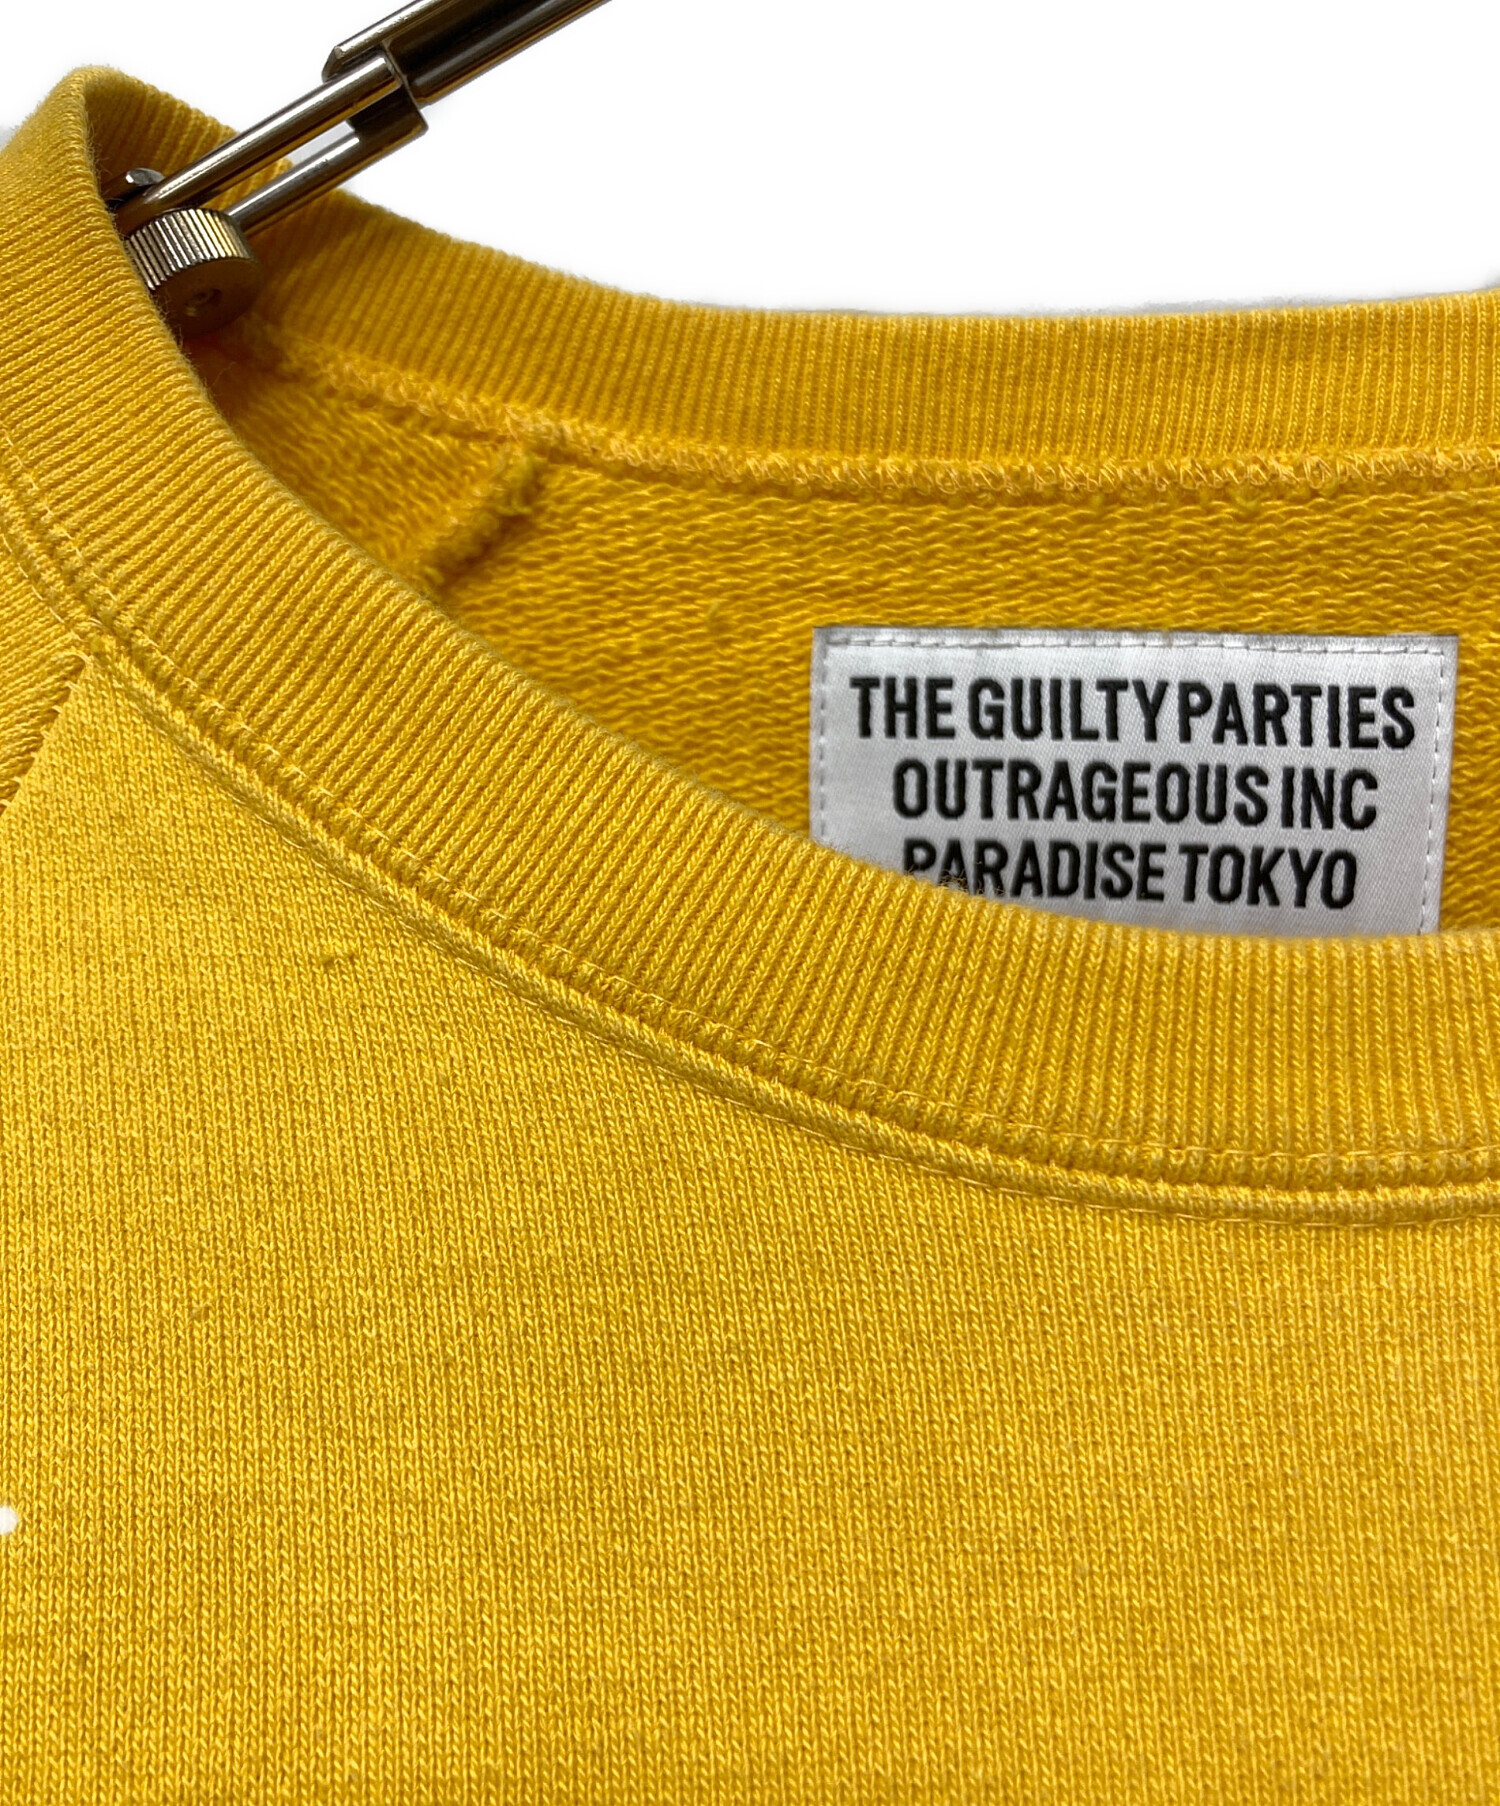 THE GUILTY PARTIES
OUTRAGEOUS INC
PARADISE TOKYO